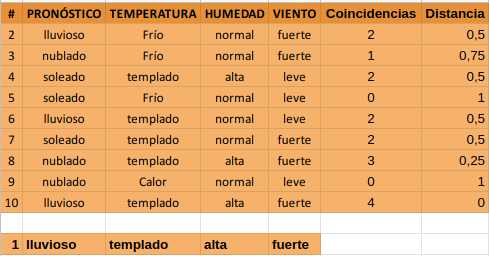 # PRONÓSTICO TEMPERATURA HUMEDAD VIENTO Coincidencias Distancia
2 lluvioso Frío normal fuerte 2 0,5
3 nublado Frío normal fuerte 1 0,75
4 soleado templado alta leve 2 0,5
5 soleado Frío normal leve 0 1
6 lluvioso templado normal leve 2 0,5
7 soleado templado normal fuerte 2 0,5
8 nublado templado alta fuerte 3 0,25
9 nublado Calor normal leve 0 1
10 lluvioso templado alta fuerte 4 0
1 lluvioso templado alta fuerte